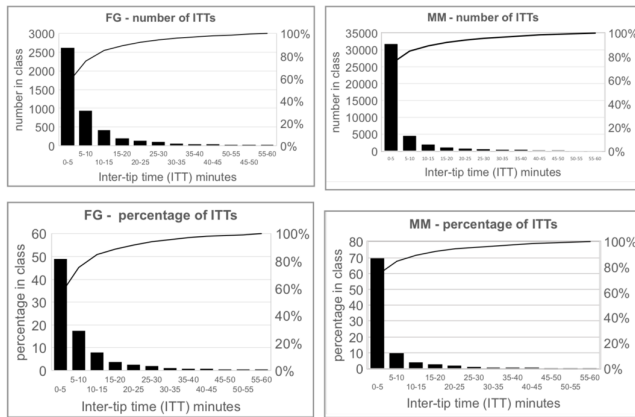 FG - number of ITTs
number in class
3000
2500
2000
1500
1000
500
0
100%
80%
60%
40%
20%
0%
5-10 15-20 25-30 35-40 45-50 55-60
0-5 10-15 20-25 30-35 40-45 50-55
Inter-tip time (ITT) minutes
MM - number of ITTs
number in class
35000
30000
25000
20000
15000
10000
5000
0
100%
80%
60%
40%
20%
0%
0-5 5-10 10-15 15-20 20-25 25-30 30-35 35-40 40-45 45-50 50-55 55-60
Inter-tip time (ITT) minutes
FG - percentage of ITTs
percentage in class
60
50
40
30
20
10
0
100%
80%
60%
40%
20%
0%
5-10 15-20 25-30 35-40 45-50 55-60
0-5 10-15 20-25 30-35 40-45 50-55
Inter-tip time (ITT) minutes
MM - percentage of ITTs
percentage in class
80
70
60
50
40
30
20
10
0
100%
80%
60%
40%
20%
0%
5-10 15-20 25-30 35-40 45-50 55-60
0-5 10-15 20-25 30-35 40-45 50-55
Inter-tip time (ITT) minutes